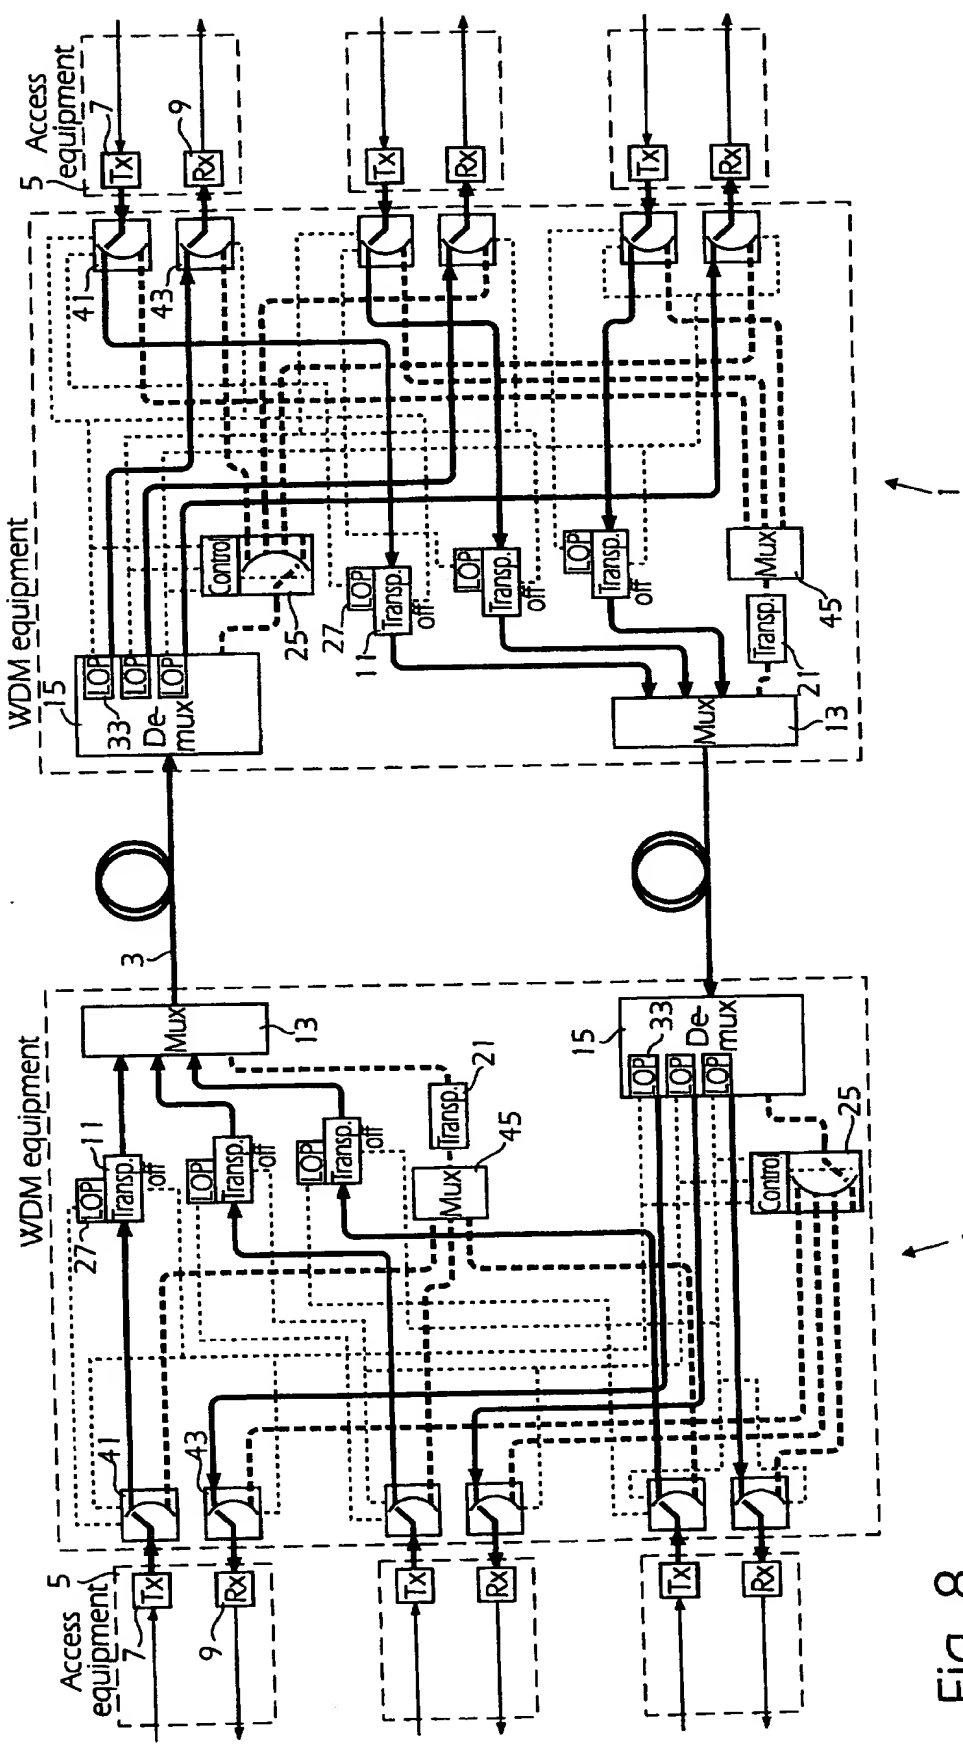 Access
equipment
5
7
Tx
9
Rx
Tx
Rx
Tx
Rx
WDM equipment
41
43
27
LOP
Transp.
11
off
LOP
Transp.
off
LOP
Transp.
off
Mux
45
Transp.
21
Mux
13
3
15
LOP
33
LOP
LOP
De-
mux
Control
25
WDM equipment
15
LOP
33
LOP
LOP
De-
mux
Control
25
27
LOP
Transp.
11
off
LOP
Transp.
off
LOP
Transp.
off
Mux
45
Transp.
21
Mux
13
41
43
Access
equipment
5
7
Tx
9
Rx
Tx
Rx
Tx
Rx
1
Fig. 8